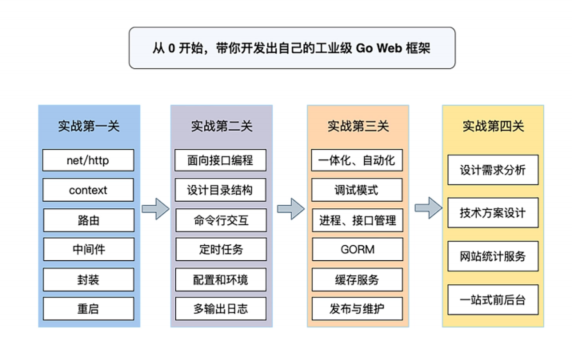 从 0 开始，带你开发出自己的工业级 Go Web 框架
实战第一关
net/http
context
路由
中间件
封装
重启
实战第二关
面向接口编程
设计目录结构
命令行交互
定时任务
配置和环境
多输出日志
实战第三关
一体化、自动化
调试模式
进程、接口管理
GORM
缓存服务
发布与维护
实战第四关
设计需求分析
技术方案设计
网站统计服务
一站式前后台